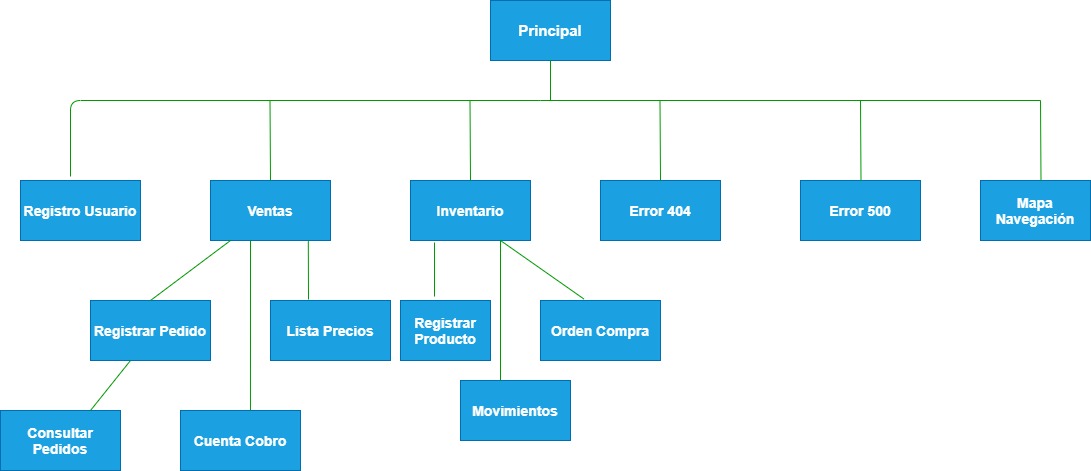 Principal
Registro Usuario
Ventas
Inventario
Error 404
Error 500
Mapa
Navegación
Registrar Pedido
Lista Precios
Registrar
Producto
Orden Compra
Movimientos
Consultar
Pedidos
Cuenta Cobro